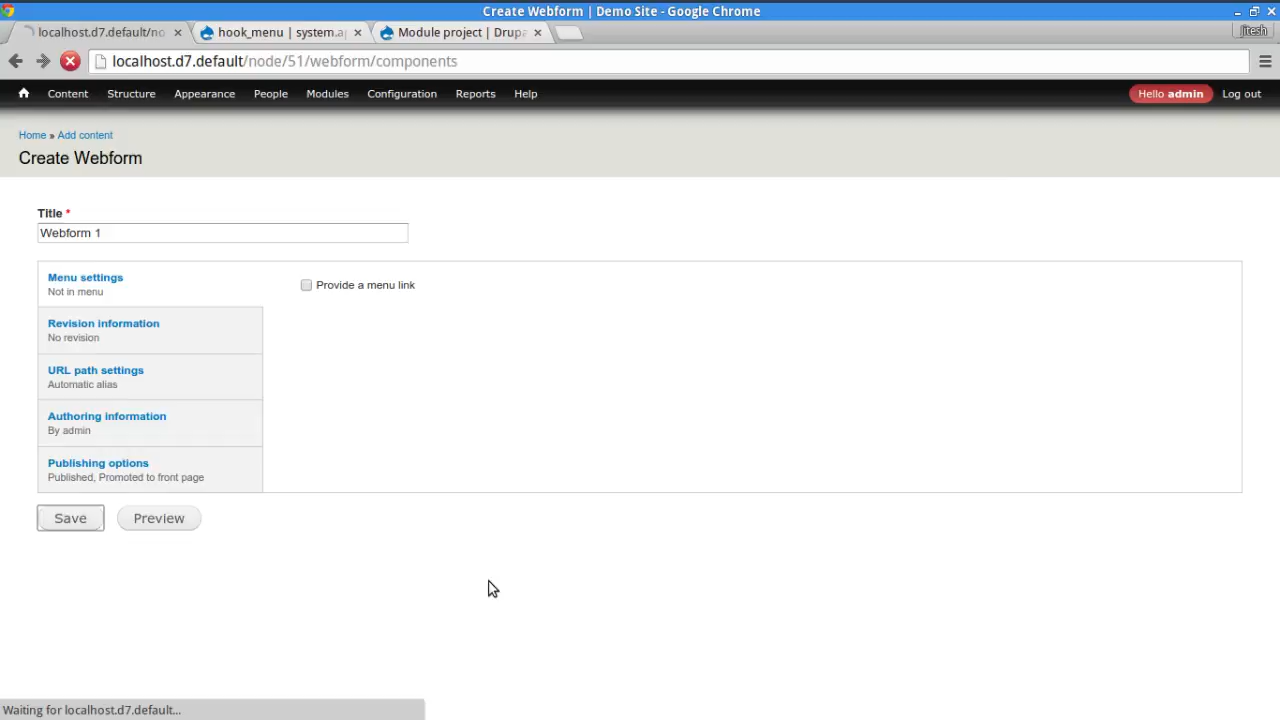 Create Webform | Demo Site - Google Chrome
localhost.d7.default/no
hook_menu | system.ap
Module project | Drupa
jitesh
localhost.d7.default/node/51/webform/components
Content Structure Appearance People Modules Configuration Reports Help
Hello admin Log out
Home » Add content
Create Webform
Title *
Webform 1
Menu settings
Not in menu
Provide a menu link
Revision information
No revision
URL path settings
Automatic alias
Authoring information
By admin
Publishing options
Published, Promoted to front page
Save Preview
Waiting for localhost.d7.default...